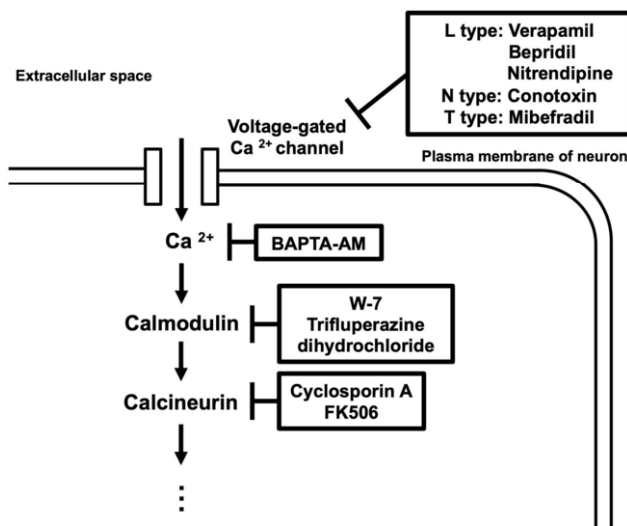 L type: Verapamil
Bepridil
Nitrendipine
N type: Conotoxin
T type: Mibefradil
Extracellular space
Voltage-gated
Ca 2+ channel
Plasma membrane of neuron
Ca 2+
BAPTA-AM
Calmodulin
W-7
Trifluperazine
dihydrochloride
Calcineurin
Cyclosporin A
FK506